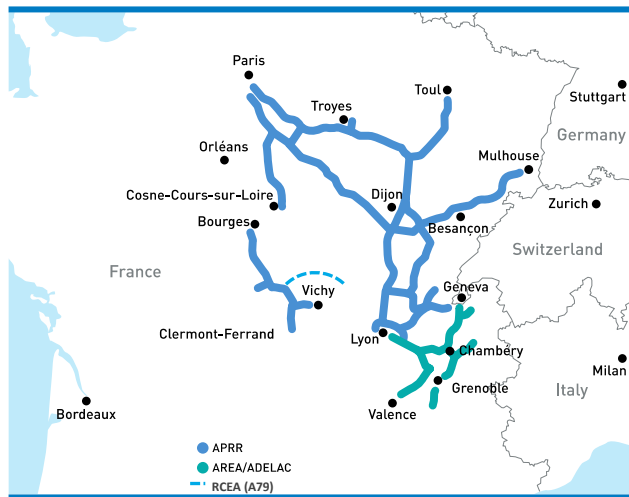 Paris
Toul
Troyes
Stuttgart
Germany
Orléans
Mulhouse
Cosne-Cours-sur-Loire
Dijon
Zurich
Bourges
Besançon
Switzerland
France
Geneva
Vichy
Clermont-Ferrand
Lyon
Chambéry
Milan
Grenoble
Italy
Bordeaux
Valence
APRR
AREA/ADELAC
RCEA (A79)